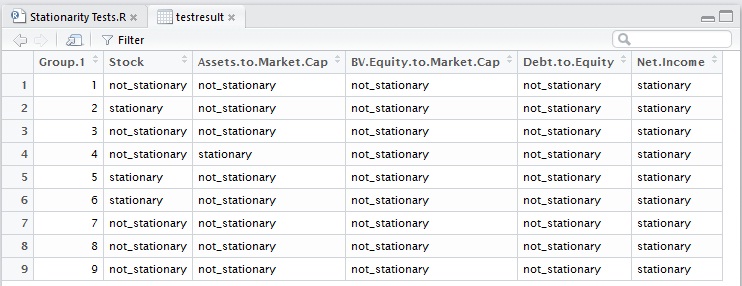 Stationarity Tests.R testresult
Filter
Group.1 Stock Assets.to.Market.Cap BV.Equity.to.Market.Cap Debt.to.Equity Net.Income
1 1 not_stationary not_stationary not_stationary not_stationary stationary
2 2 stationary not_stationary not_stationary not_stationary stationary
3 3 not_stationary not_stationary not_stationary not_stationary stationary
4 4 not_stationary stationary not_stationary not_stationary stationary
5 5 stationary not_stationary not_stationary not_stationary stationary
6 6 stationary not_stationary not_stationary not_stationary stationary
7 7 not_stationary not_stationary not_stationary not_stationary stationary
8 8 not_stationary not_stationary not_stationary not_stationary stationary
9 9 not_stationary not_stationary not_stationary not_stationary stationary